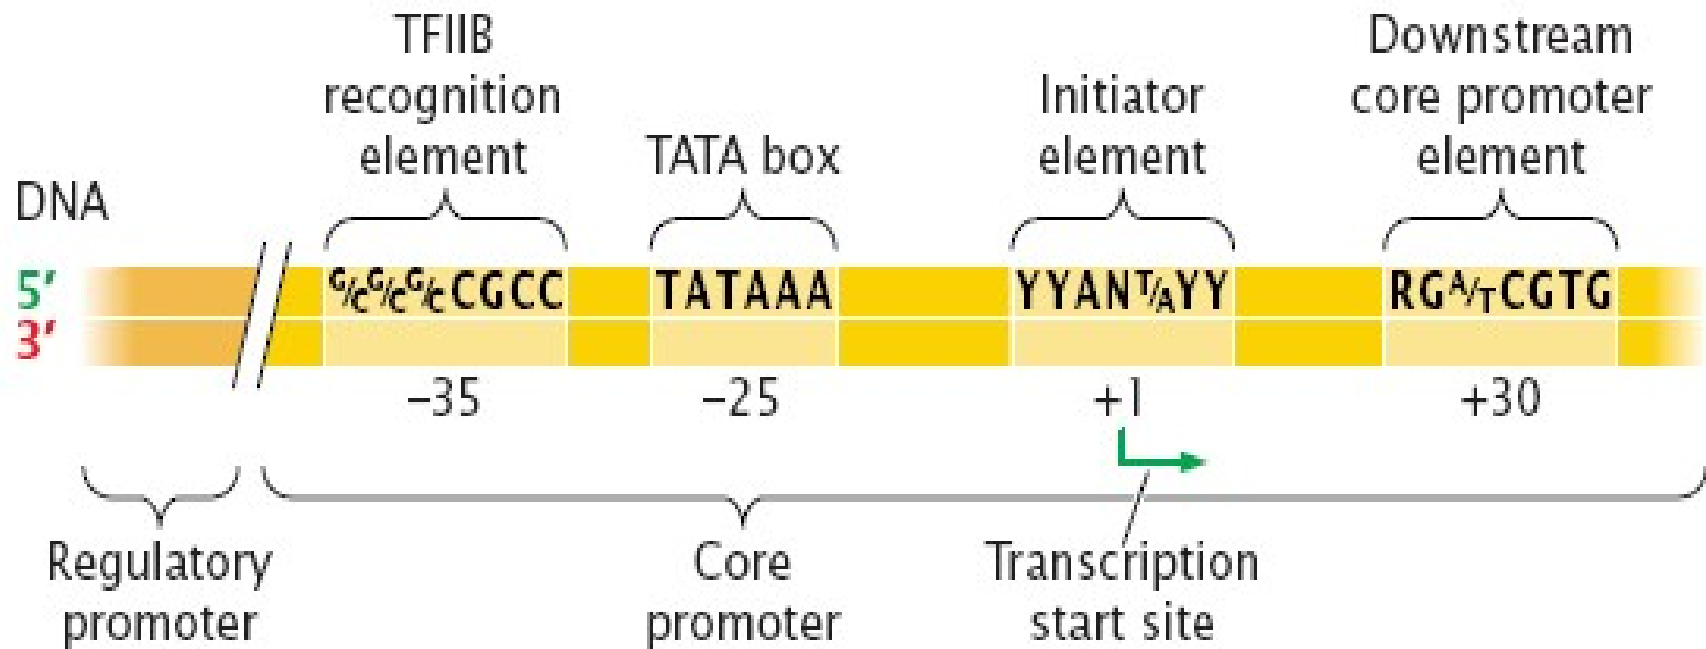 TFIIB
recognition
element
TATA box
Initiator
element
Downstream
core promoter
element
DNA
5′
3′
G/CG/CG/CCGCC
TATAAA
YYANT/AYY
RGA/TCGTG
–35
–25
+1
+30
Regulatory
promoter
Core
promoter
Transcription
start site